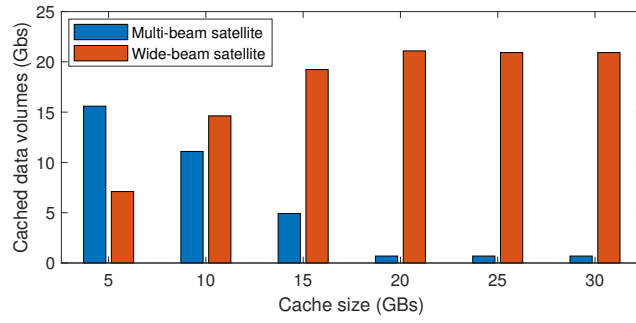 Cached data volumes (Gbs)
25
20
15
10
5
0
Multi-beam satellite
Wide-beam satellite
5 10 15 20 25 30
Cache size (GBs)